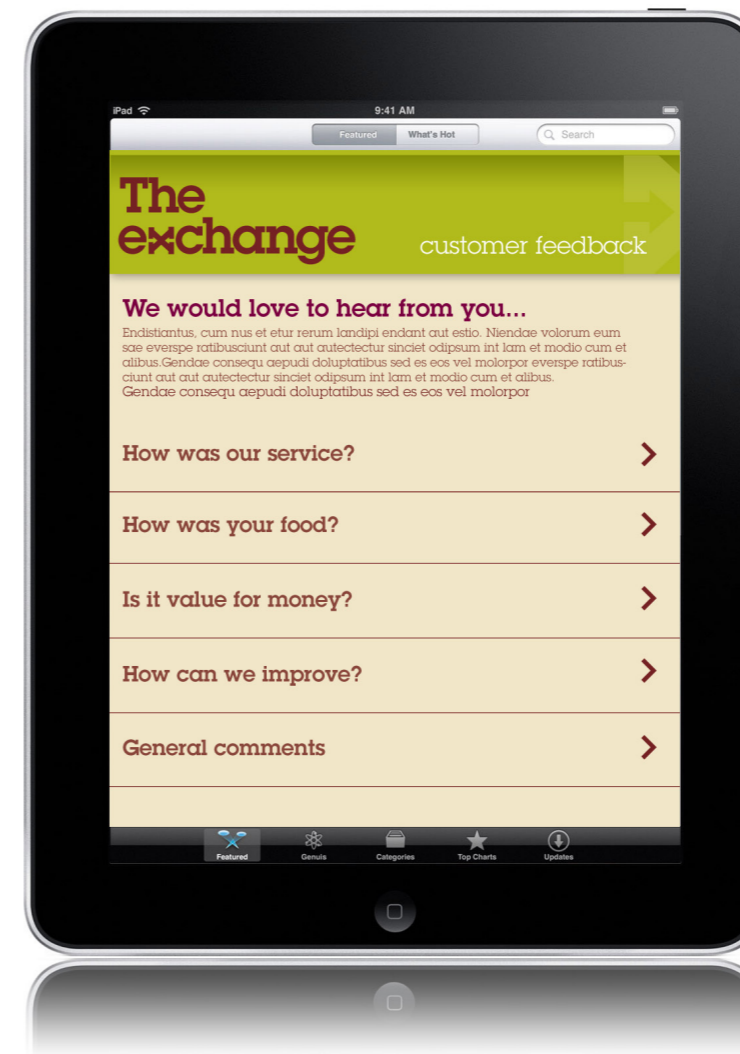 iPad
9:41 AM
Featured
What's Hot
Search
The
exchange
customer feedback
We would love to hear from you...
Endistiantus, cum nus et etur rerum landipi endant aut estio. Niendae volorum eum
sae everspe ratibusciunt aut aut autectectur sinciet odipsum int lam et modio cum et
alibus.Gendae consequ aepudi doluptatibus sed es eos vel molorpor everspe ratibus-
ciunt aut aut autectectur sinciet odipsum int lam et modio cum et alibus.
Gendae consequ aepudi doluptatibus sed es eos vel molorpor
How was our service?
How was your food?
Is it value for money?
How can we improve?
General comments
Featured
Genuis
Categories
Top Charts
Updates